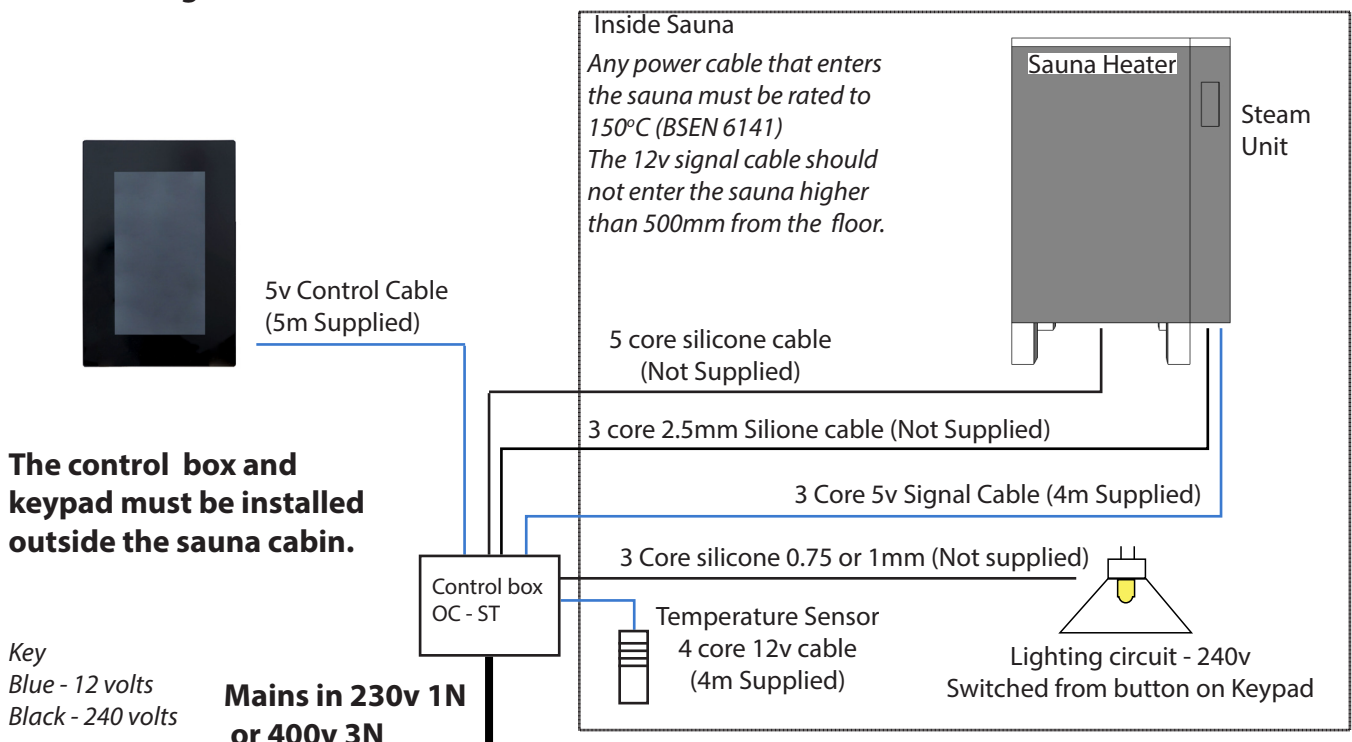 Inside Sauna
Any power cable that enters
the sauna must be rated to
150°C (BSEN 6141)
The 12v signal cable should
not enter the sauna higher
than 500mm from the floor.
Sauna Heater
Steam
Unit
5v Control Cable
(5m Supplied)
5 core silicone cable
(Not Supplied)
3 core 2.5mm Silione cable (Not Supplied)
The control box and
keypad must be installed
outside the sauna cabin.
3 Core 5v Signal Cable (4m Supplied)
3 Core silicone 0.75 or 1mm (Not supplied)
Control box
OC - ST
Temperature Sensor
4 core 12v cable
(4m Supplied)
Lighting circuit - 240v
Switched from button on Keypad
Key
Blue - 12 volts
Black - 240 volts
Mains in 230v 1N
or 400v 3N